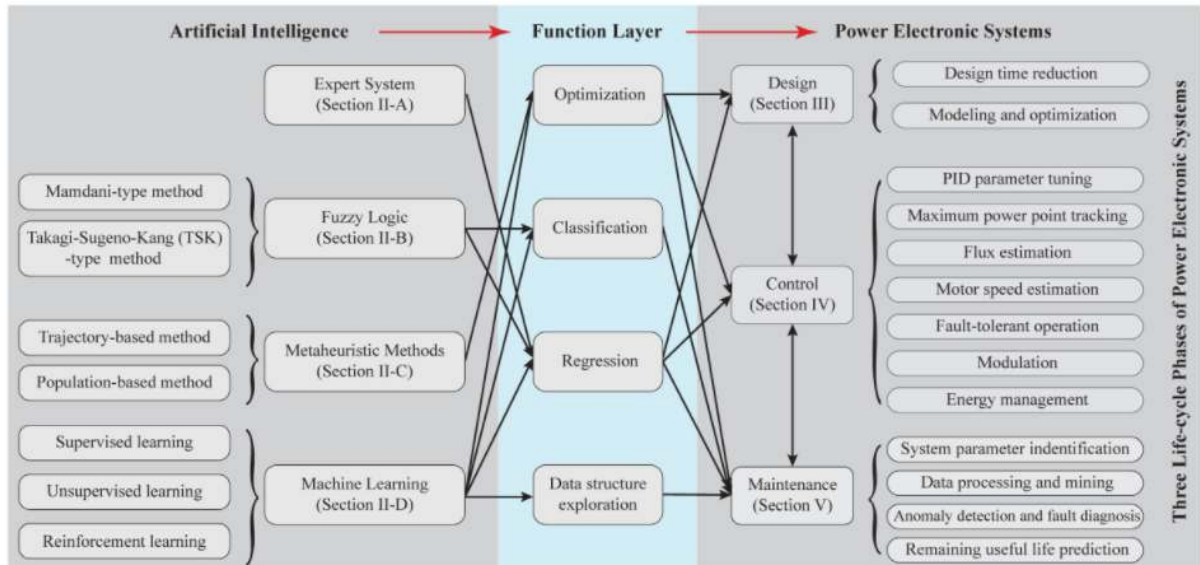 Artificial Intelligence
Function Layer
Power Electronic Systems
Expert System
(Section II-A)
Optimization
Design
(Section III)
Design time reduction
Modeling and optimization
Mamdani-type method
Takagi-Sugeno-Kang (TSK)
-type method
Fuzzy Logic
(Section II-B)
Classification
Control
(Section IV)
PID parameter tuning
Maximum power point tracking
Flux estimation
Motor speed estimation
Fault-tolerant operation
Modulation
Energy management
Trajectory-based method
Population-based method
Metaheuristic Methods
(Section II-C)
Regression
Supervised learning
Unsupervised learning
Reinforcement learning
Machine Learning
(Section II-D)
Data structure
exploration
Maintenance
(Section V)
System parameter indentification
Data processing and mining
Anomaly detection and fault diagnosis
Remaining useful life prediction
Three Life-cycle Phases of Power Electronic Systems